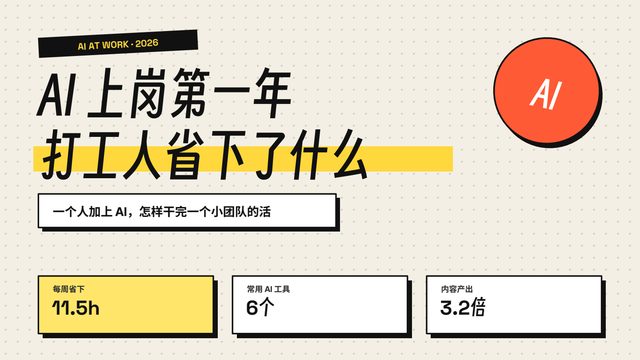 AI AT WORK · 2026
AI 上岗第一年
打工人省下了什么
AI
一个人加上 AI，怎样干完一个小团队的活
每周省下
11.5h
常用 AI 工具
6个
内容产出
3.2倍